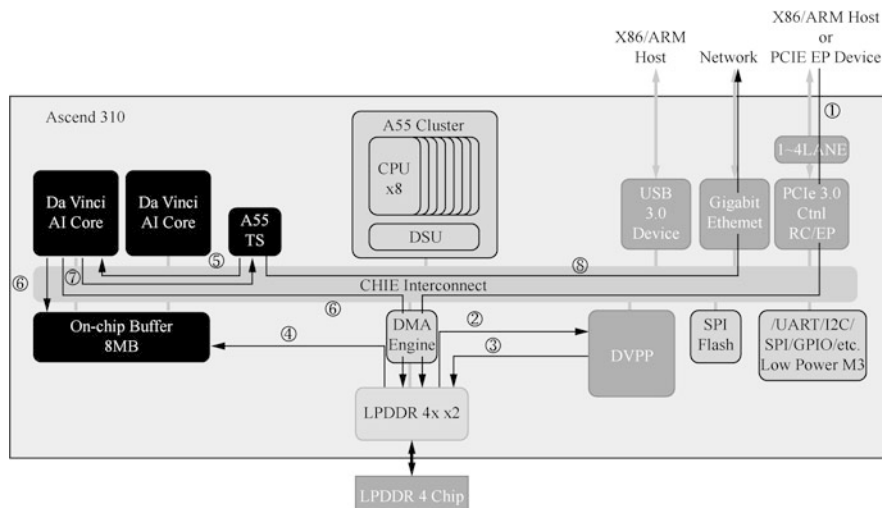 X86/ARM Host
or
PCIE EP Device
X86/ARM
Host
Network
Ascend 310
A55 Cluster
CPU
x8
DSU
①
1~4LANE
Da Vinci
AI Core
Da Vinci
AI Core
A55
TS
USB
3.0
Device
Gigabit
Ethemet
PCIe 3.0
Ctnl
RC/EP
⑤
⑧
⑥
⑦
CHIE Interconnect
⑥
On-chip Buffer
8MB
④
DMA
Engine
②
③
DVPP
SPI
Flash
/UART/I2C/
SPI/GPIO/etc.
Low Power M3
LPDDR 4x x2
LPDDR 4 Chip